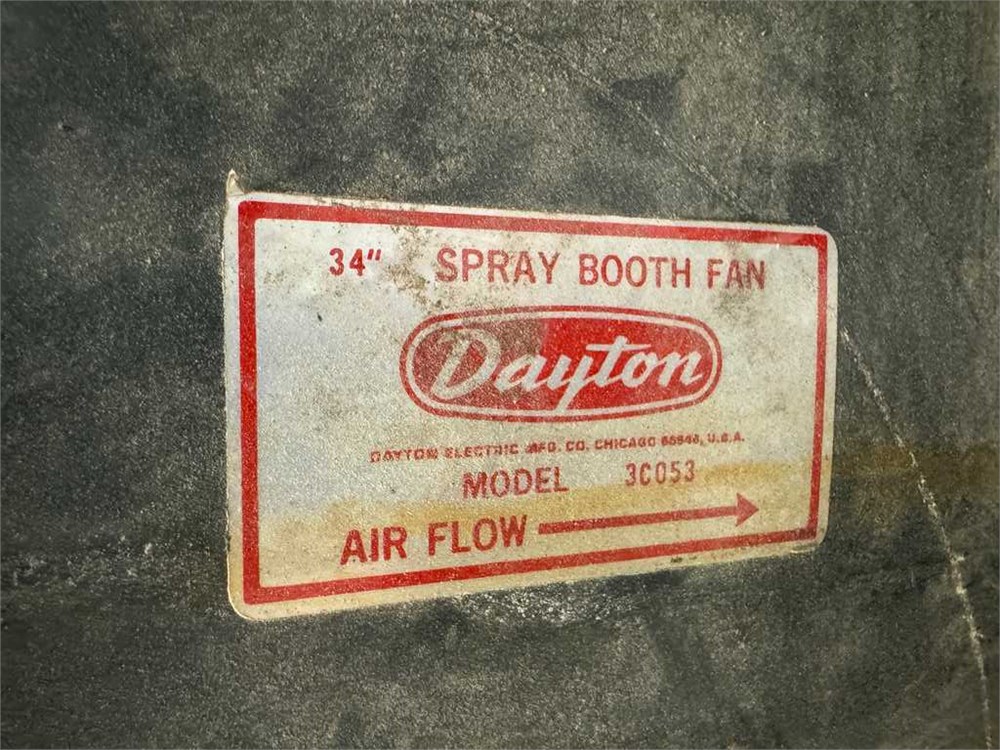 34" SPRAY BOOTH FAN
Dayton
DAYTON ELECTRIC MFG. CO. CHICAGO 60648, U.S.A.
MODEL 3C053
AIR FLOW